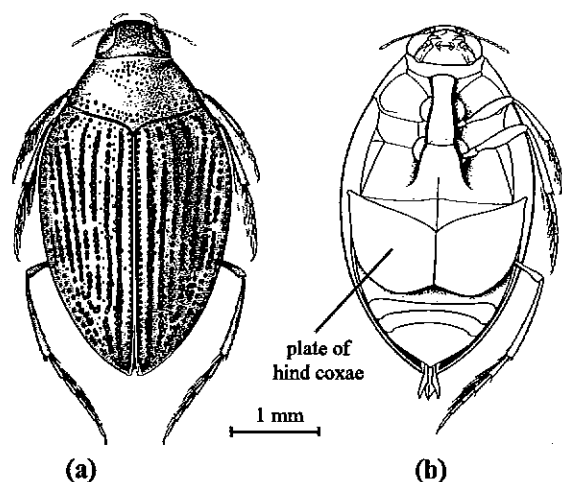 plate of
hind coxae
1 mm
(a)
(b)